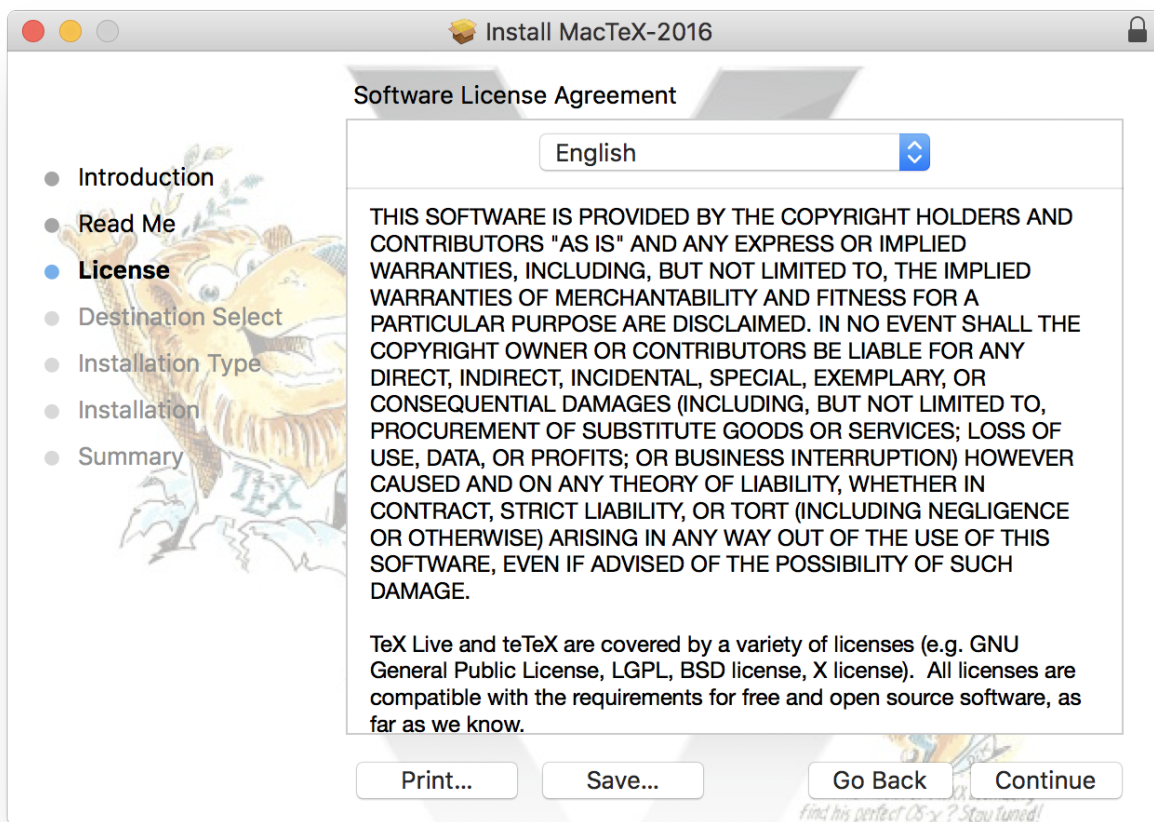 Install MacTeX-2016
Software License Agreement
Introduction
Read Me
License
Destination Select
Installation Type
Installation
Summary
English
THIS SOFTWARE IS PROVIDED BY THE COPYRIGHT HOLDERS AND
CONTRIBUTORS "AS IS" AND ANY EXPRESS OR IMPLIED
WARRANTIES, INCLUDING, BUT NOT LIMITED TO, THE IMPLIED
WARRANTIES OF MERCHANTABILITY AND FITNESS FOR A
PARTICULAR PURPOSE ARE DISCLAIMED. IN NO EVENT SHALL THE
COPYRIGHT OWNER OR CONTRIBUTORS BE LIABLE FOR ANY
DIRECT, INDIRECT, INCIDENTAL, SPECIAL, EXEMPLARY, OR
CONSEQUENTIAL DAMAGES (INCLUDING, BUT NOT LIMITED TO,
PROCUREMENT OF SUBSTITUTE GOODS OR SERVICES; LOSS OF
USE, DATA, OR PROFITS; OR BUSINESS INTERRUPTION) HOWEVER
CAUSED AND ON ANY THEORY OF LIABILITY, WHETHER IN
CONTRACT, STRICT LIABILITY, OR TORT (INCLUDING NEGLIGENCE
OR OTHERWISE) ARISING IN ANY WAY OUT OF THE USE OF THIS
SOFTWARE, EVEN IF ADVISED OF THE POSSIBILITY OF SUCH
DAMAGE.
TeX Live and teTeX are covered by a variety of licenses (e.g. GNU
General Public License, LGPL, BSD license, X license).  All licenses are
compatible with the requirements for free and open source software, as
far as we know.
TEX
Print...
Save...
Go Back
Continue
find his perfect OS-X ? Stay tuned!